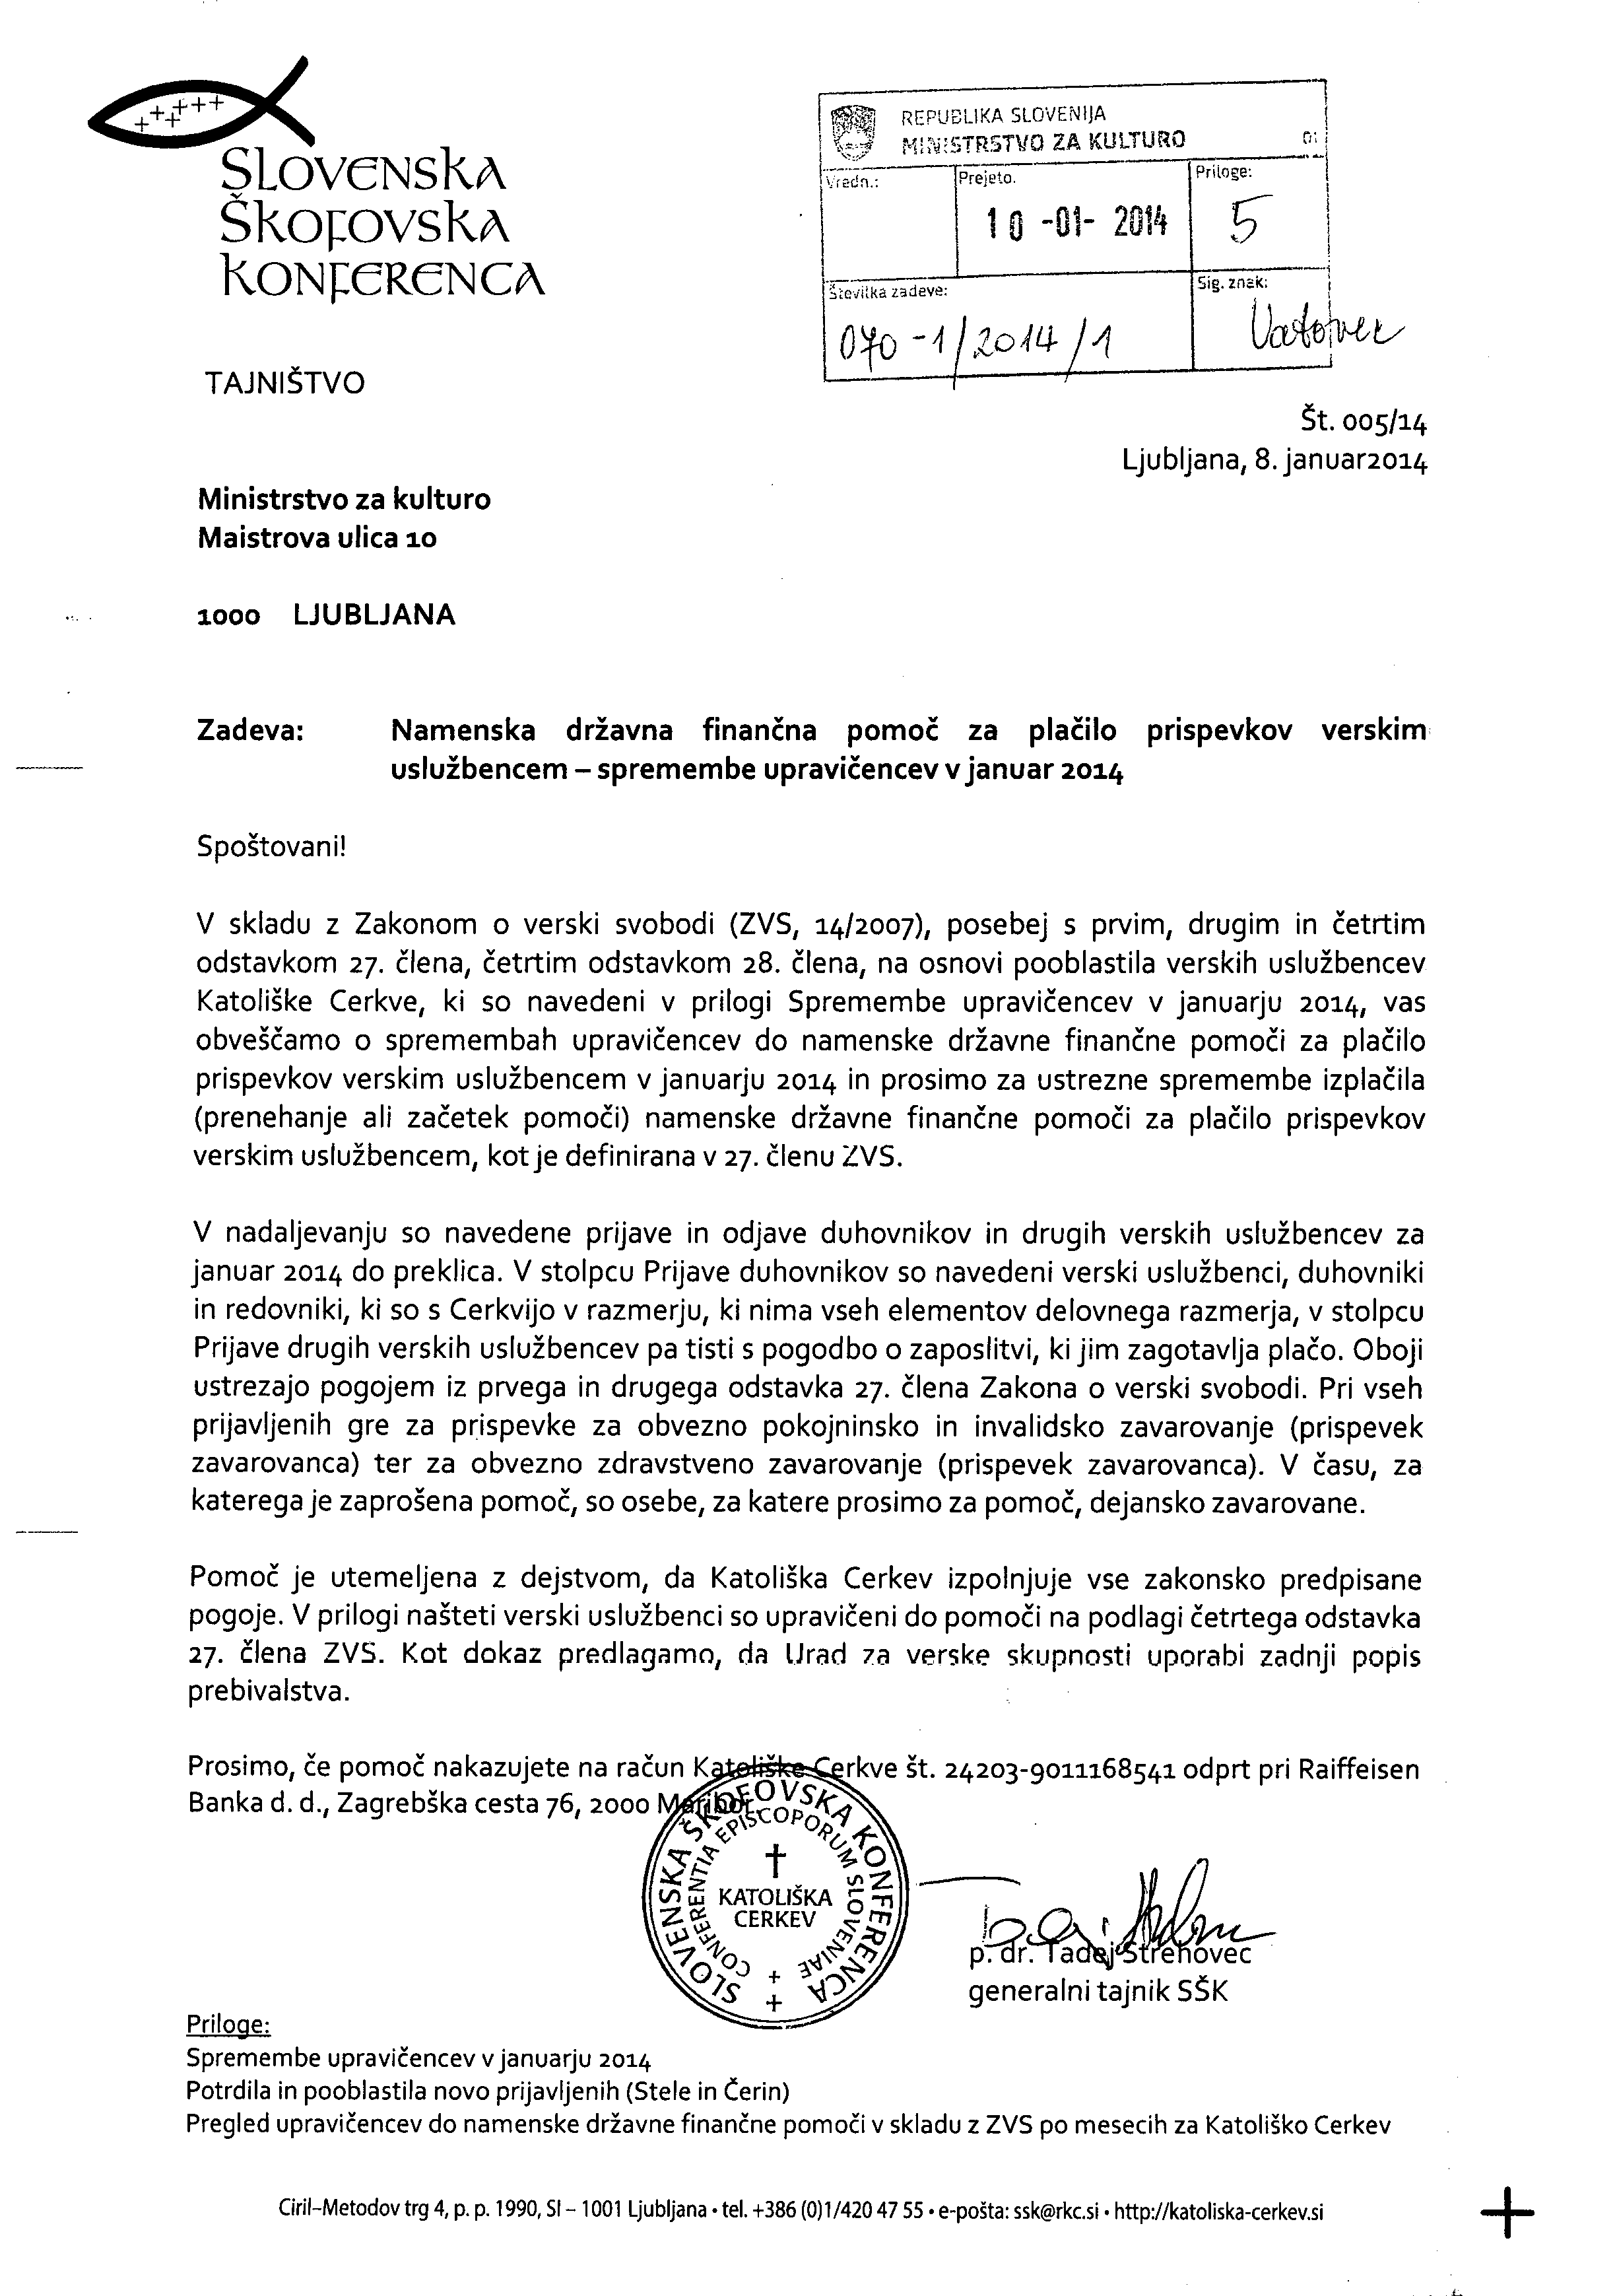 SLOVENSKA
ŠKOFOVSKA
KONFERENCA
REPUBLIKA SLOVENIJA
MINISTRSTVO ZA KULTURO 01
Vredn.: Prejeto. Priloge:
10 -01- 2014 5
Številka zadeve: Sig. znak:
070-1/2014/1 Vatovec
TAJNIŠTVO
Št. 005/14
Ljubljana, 8. januar2014
Ministrstvo za kulturo
Maistrova ulica 10
1000 LJUBLJANA
Zadeva: Namenska državna finančna pomoč za plačilo prispevkov verskim
uslužbencem – spremembe upravičencev v januar 2014
Spoštovani!
V skladu z Zakonom o verski svobodi (ZVS, 14/2007), posebej s prvim, drugim in četrtim
odstavkom 27. člena, četrtim odstavkom 28. člena, na osnovi pooblastila verskih uslužbencev
Katoliške Cerkve, ki so navedeni v prilogi Spremembe upravičencev v januarju 2014, vas
obveščamo o spremembah upravičencev do namenske državne finančne pomoči za plačilo
prispevkov verskim uslužbencem v januarju 2014 in prosimo za ustrezne spremembe izplačila
(prenehanje ali začetek pomoči) namenske državne finančne pomoči za plačilo prispevkov
verskim uslužbencem, kot je definirana v 27. členu ZVS.
V nadaljevanju so navedene prijave in odjave duhovnikov in drugih verskih uslužbencev za
januar 2014 do preklica. V stolpcu Prijave duhovnikov so navedeni verski uslužbenci, duhovniki
in redovniki, ki so s Cerkvijo v razmerju, ki nima vseh elementov delovnega razmerja, v stolpcu
Prijave drugih verskih uslužbencev pa tisti s pogodbo o zaposlitvi, ki jim zagotavlja plačo. Oboji
ustrezajo pogojem iz prvega in drugega odstavka 27. člena Zakona o verski svobodi. Pri vseh
prijavljenih gre za prispevke za obvezno pokojninsko in invalidsko zavarovanje (prispevek
zavarovanca) ter za obvezno zdravstveno zavarovanje (prispevek zavarovanca). V času, za
katerega je zaprošena pomoč, so osebe, za katere prosimo za pomoč, dejansko zavarovane.
Pomoč je utemeljena z dejstvom, da Katoliška Cerkev izpolnjuje vse zakonsko predpisane
pogoje. V prilogi našteti verski uslužbenci so upravičeni do pomoči na podlagi četrtega odstavka
27. člena ZVS. Kot dokaz predlagamo, da Urad za verske skupnosti uporabi zadnji popis
prebivalstva.
Prosimo, če pomoč nakazujete na račun Katoliške Cerkve št. 24203-9011168541 odprt pri Raiffeisen
Banka d. d., Zagrebška cesta 76, 2000 Maribor.
SLOVENSKA ŠKOFOVSKA KONFERENCA
CONFERENTIA EPISCOPORUM SLOVENIAE
KATOLIŠKA
CERKEV
p. dr. Tadej Strehovec
generalni tajnik SŠK
Priloge:
Spremembe upravičencev v januarju 2014
Potrdila in pooblastila novo prijavljenih (Stele in Čerin)
Pregled upravičencev do namenske državne finančne pomoči v skladu z ZVS po mesecih za Katoliško Cerkev
Ciril–Metodov trg 4, p. p. 1990, SI – 1001 Ljubljana • tel. +386 (0)1/420 47 55 • e-pošta: ssk@rkc.si • http://katoliska-cerkev.si